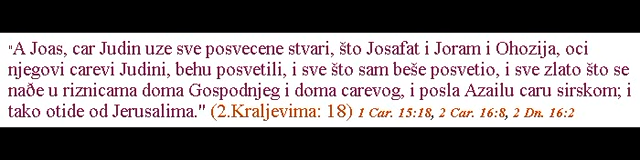 "A Joas, car Judin uze sve posvecene stvari, što Josafat i Joram i Ohozija, oci
njegovi carevi Judini, behu posvetili, i sve što sam beše posvetio, i sve zlato što se
naðe u riznicama doma Gospodnjeg i doma carevog, i posla Azailu caru sirskom; i
tako otide od Jerusalima." (2.Kraljevima: 18) 1 Car. 15:18, 2 Car. 16:8, 2 Dn. 16:2